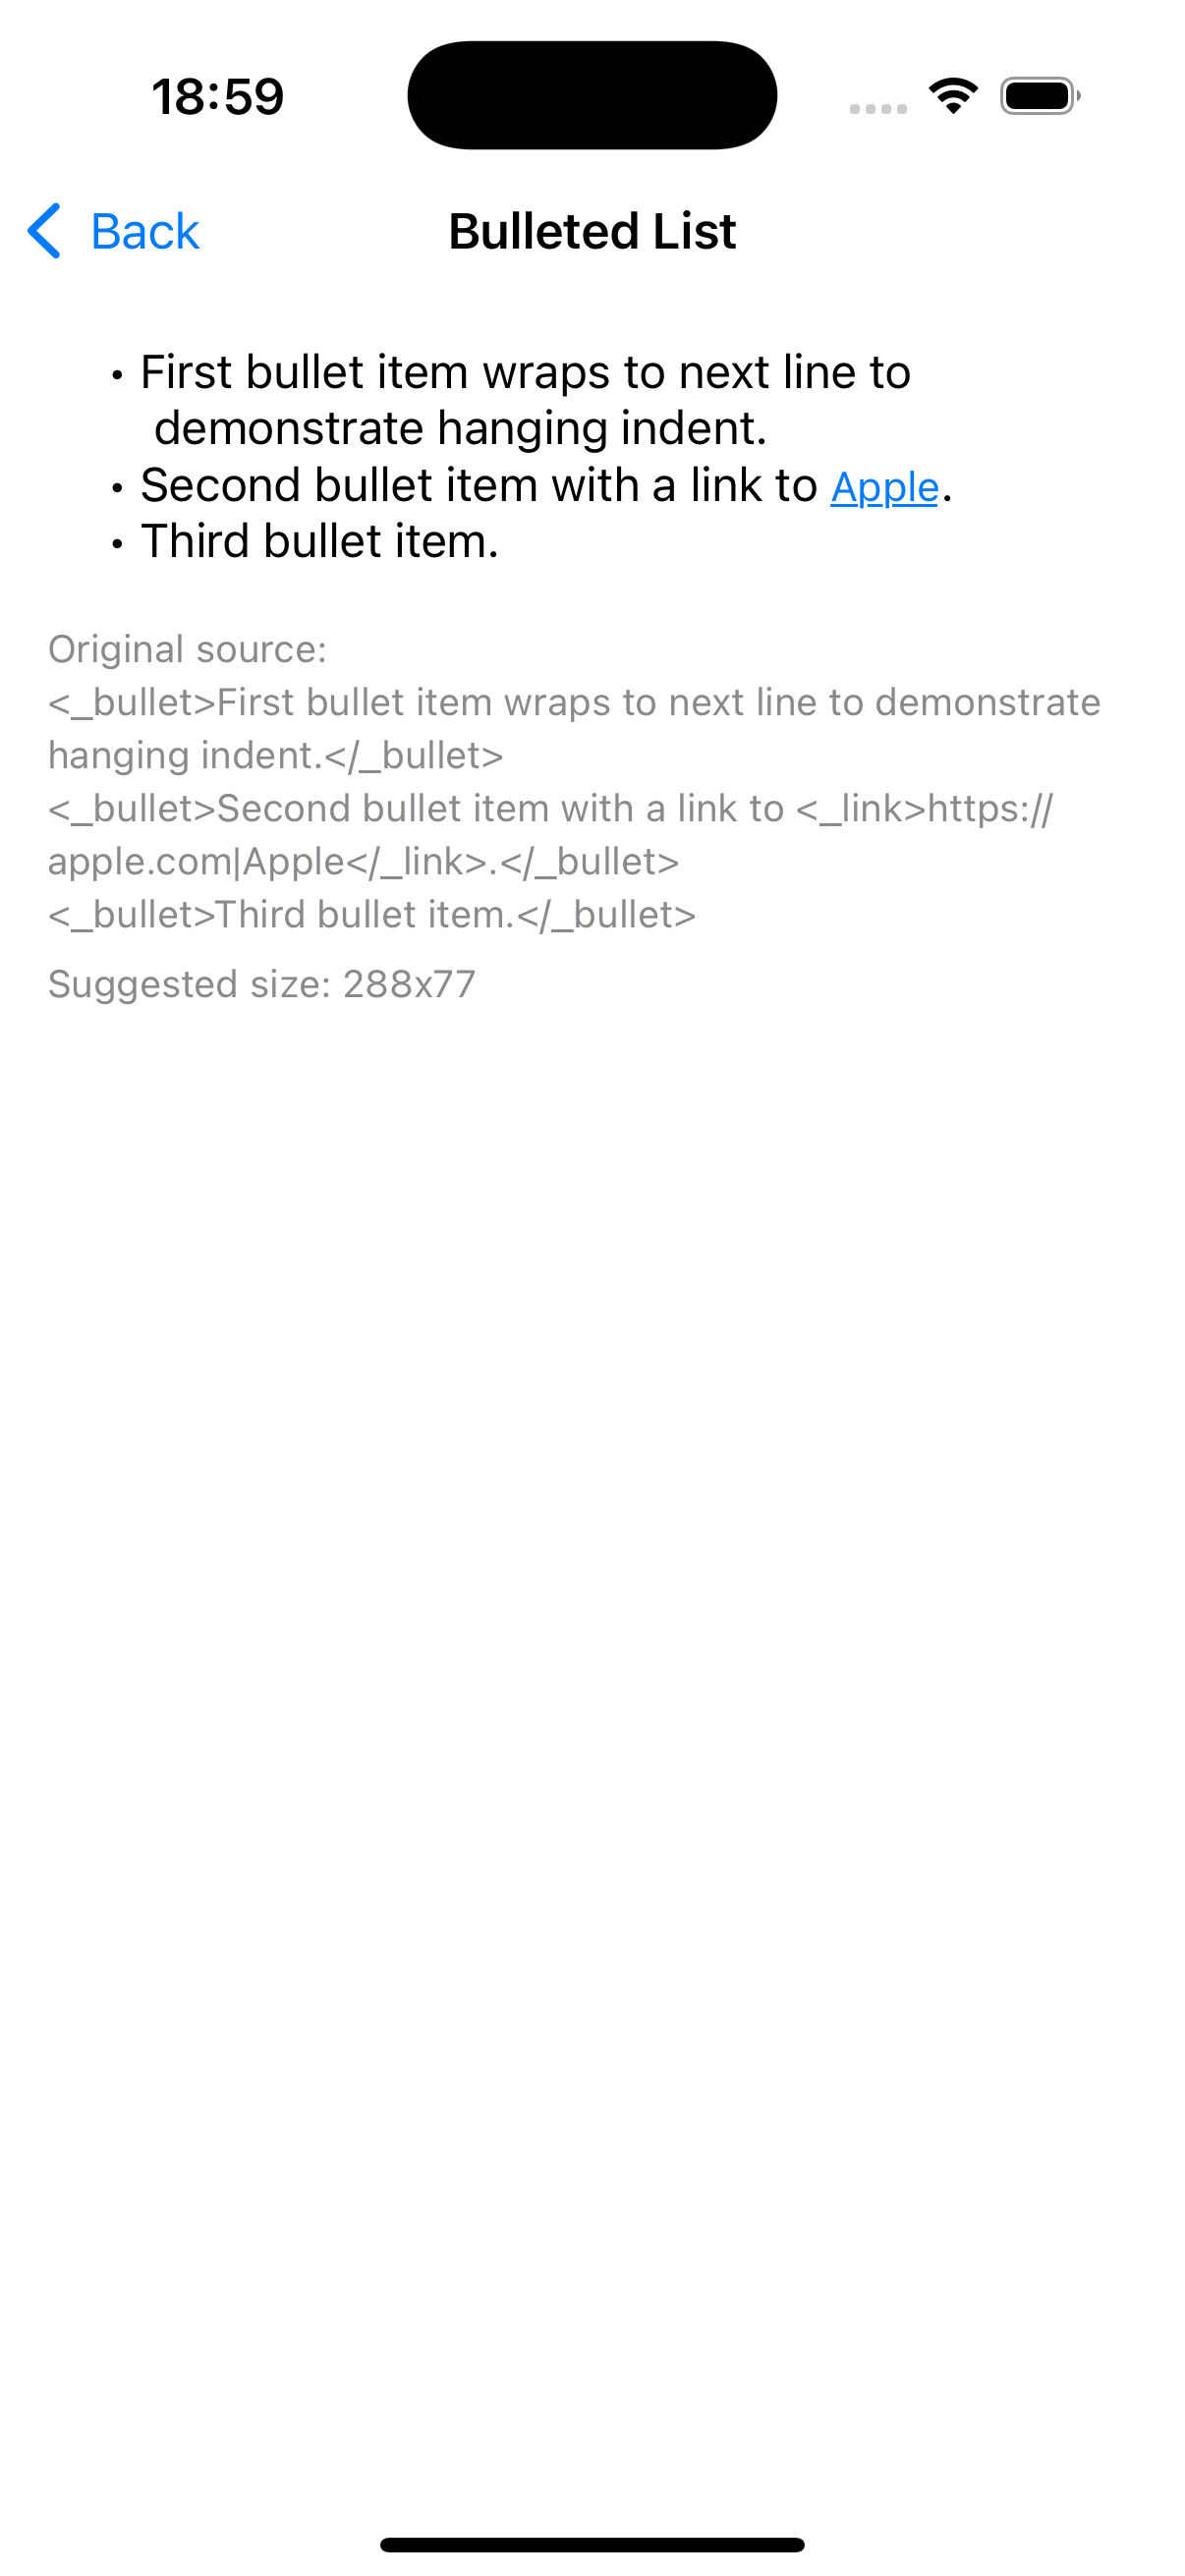 18:59
Back
Bulleted List
• First bullet item wraps to next line to
demonstrate hanging indent.
• Second bullet item with a link to Apple.
• Third bullet item.
Original source:
<_bullet>First bullet item wraps to next line to demonstrate
hanging indent.</_bullet>
<_bullet>Second bullet item with a link to <_link>https://
apple.com|Apple</_link>.</_bullet>
<_bullet>Third bullet item.</_bullet>
Suggested size: 288x77